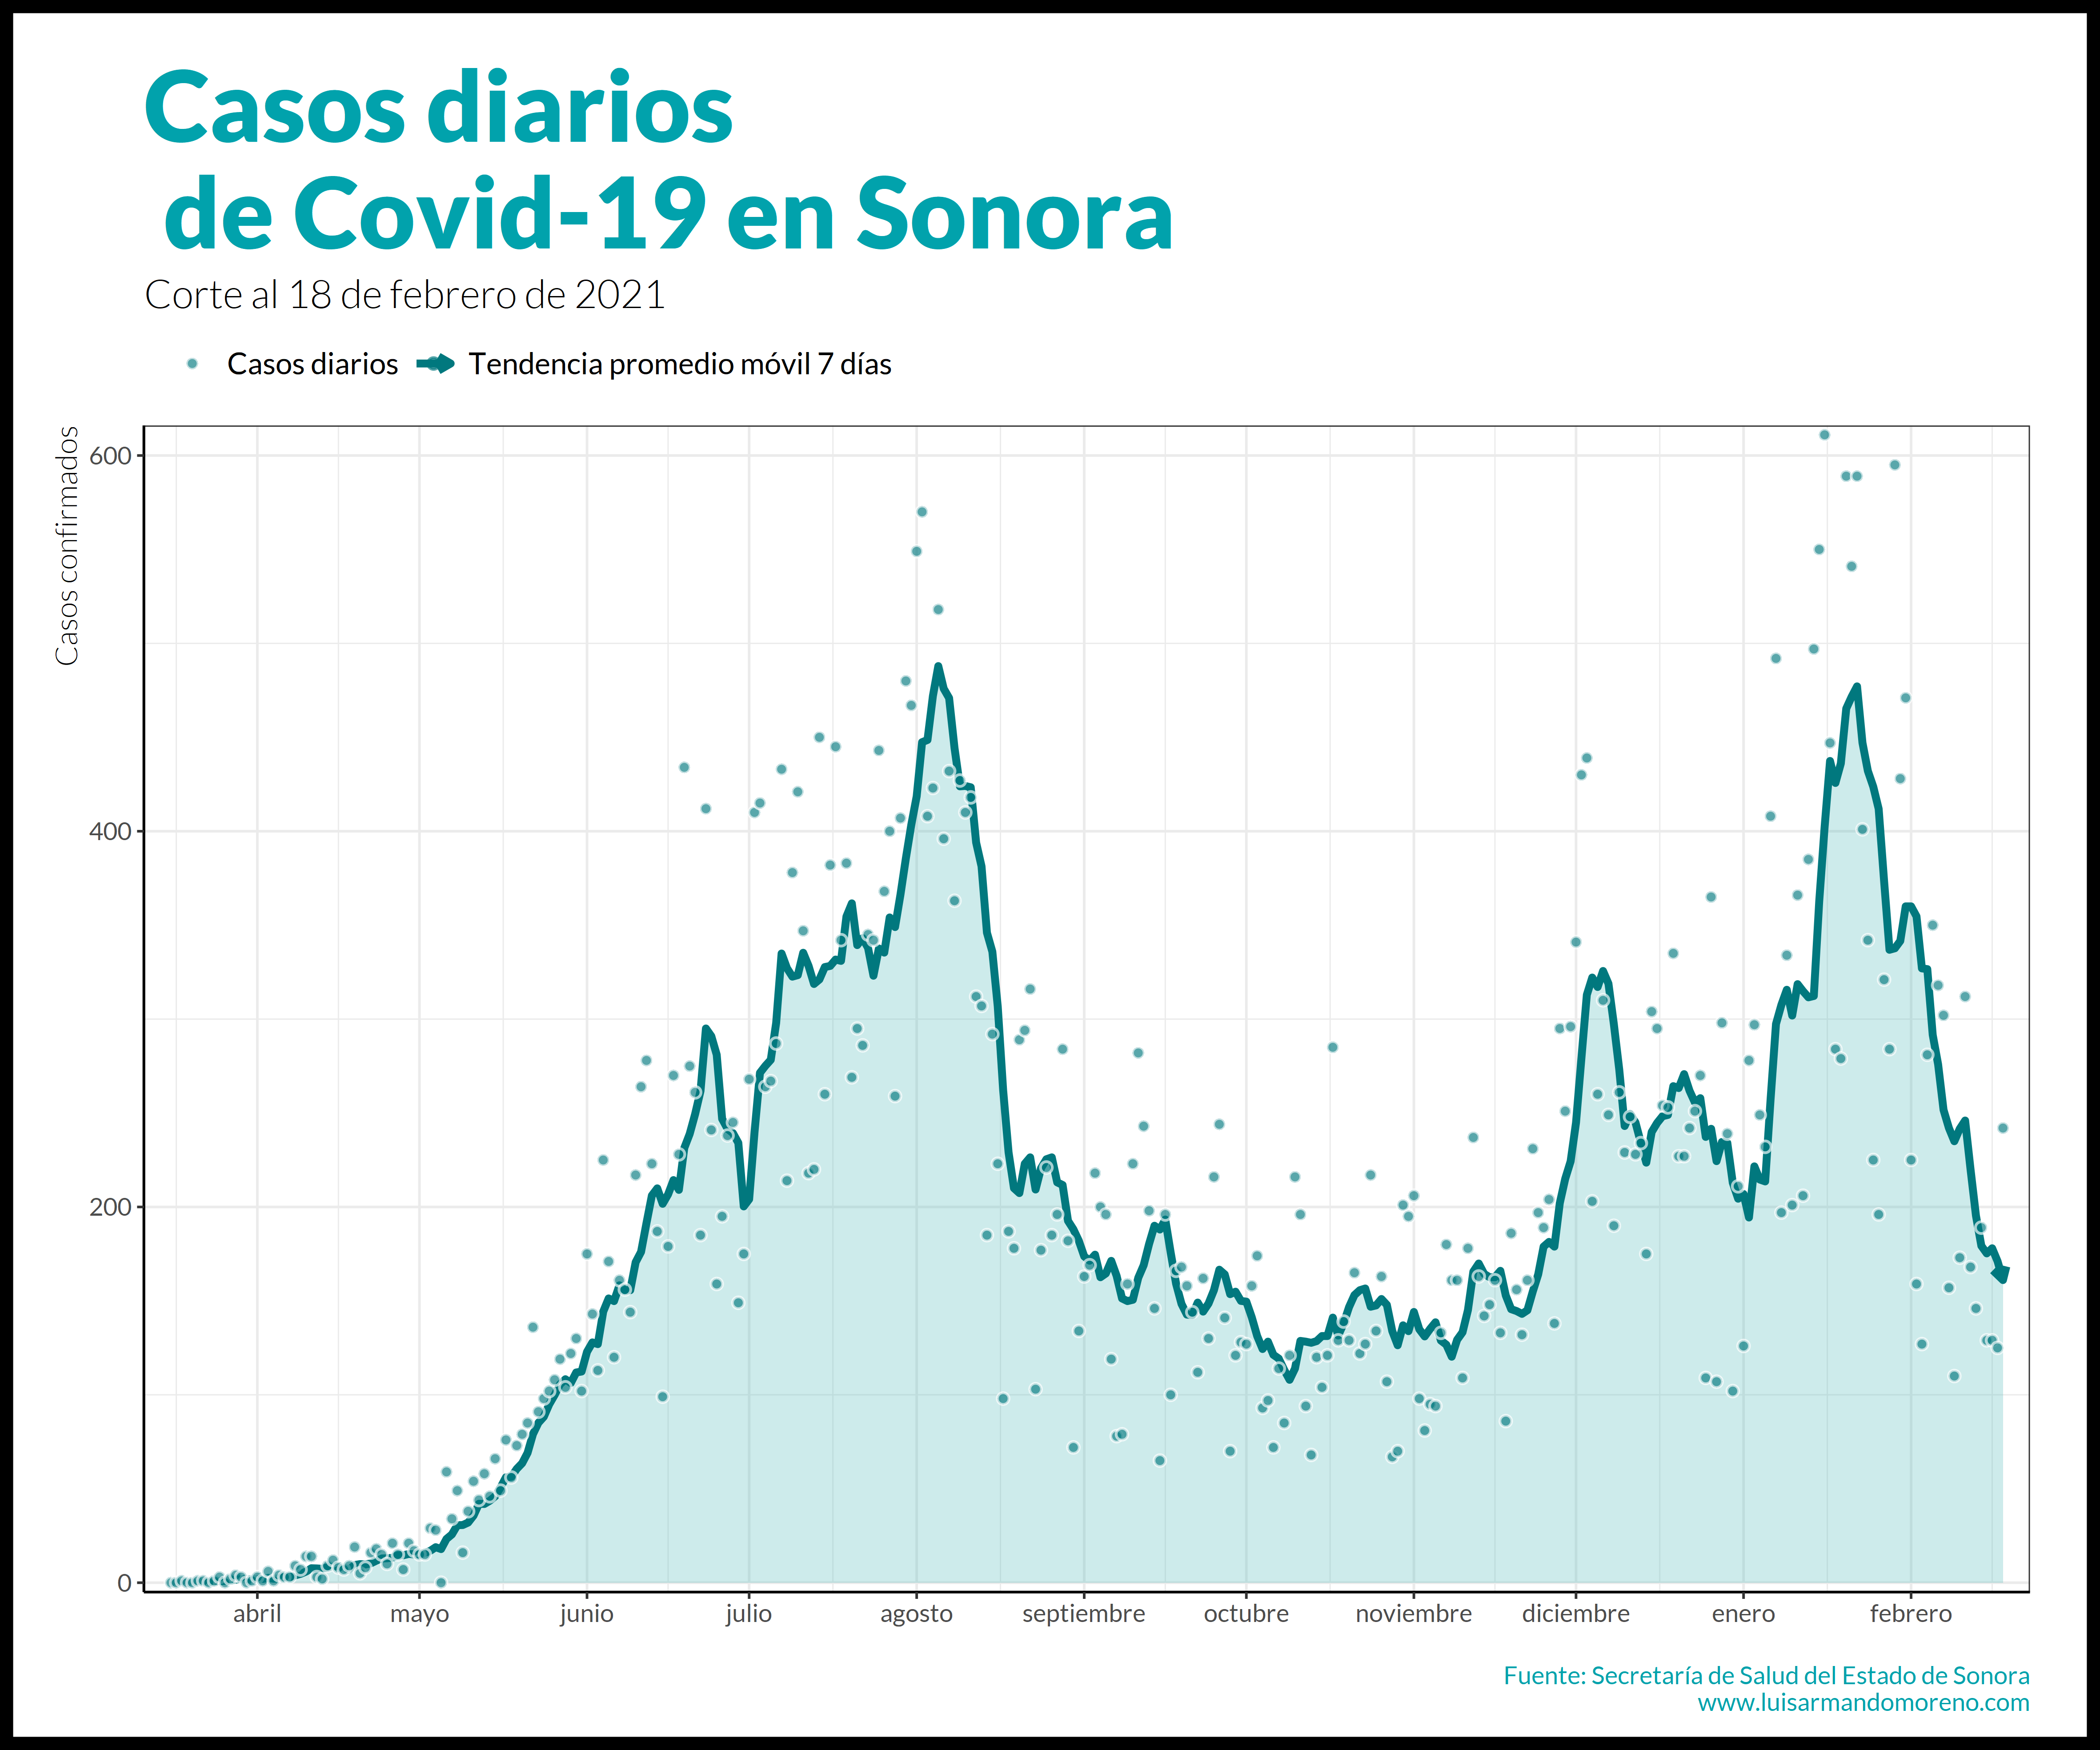 Casos diarios
de Covid-19 en Sonora
Corte al 18 de febrero de 2021
Casos diarios Tendencia promedio móvil 7 días
Casos confirmados
600
400
200
0
abril mayo junio julio agosto septiembre octubre noviembre diciembre enero febrero
Fuente: Secretaría de Salud del Estado de Sonora
www.luisarmandomoreno.com